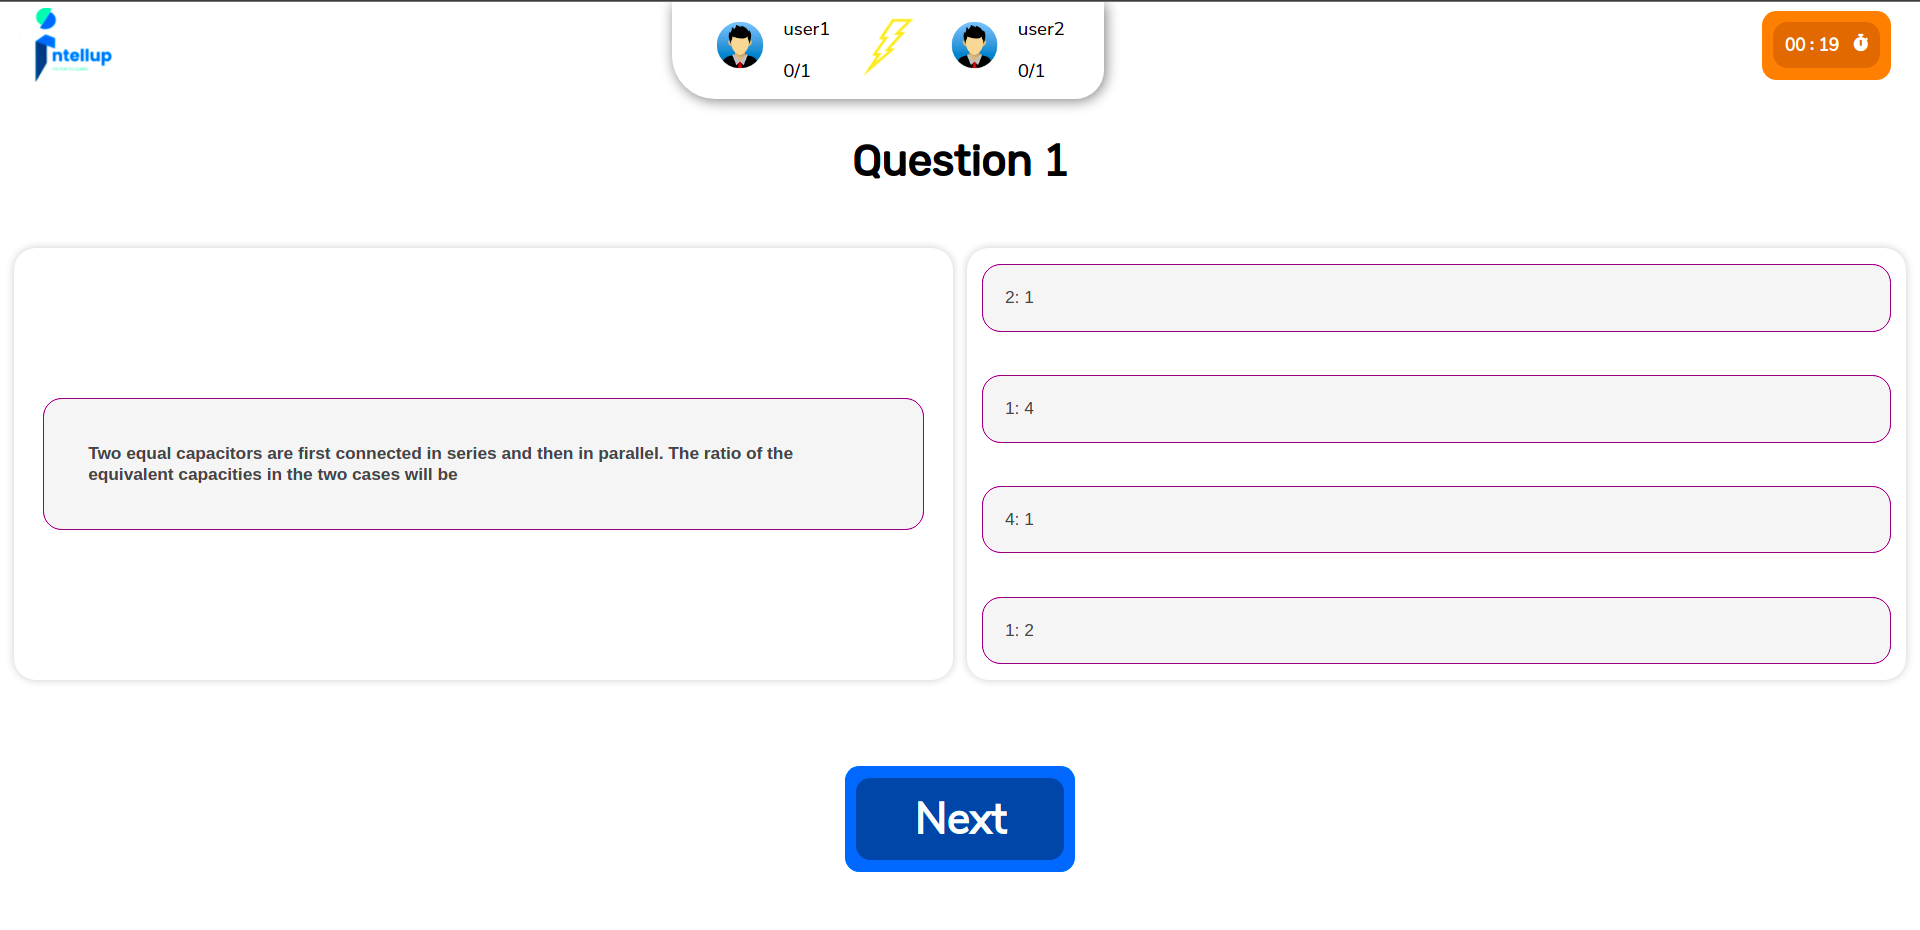 ntellup
user1
0/1
user2
0/1
00 : 19
Question 1
Two equal capacitors are first connected in series and then in parallel. The ratio of the
equivalent capacities in the two cases will be
2: 1
1: 4
4: 1
1: 2
Next